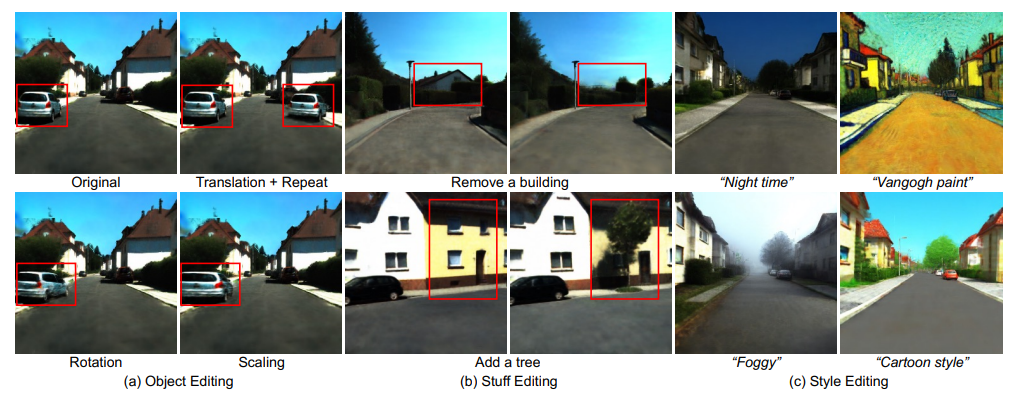 Original
Translation + Repeat
Remove a building
"Night time"
"Vangogh paint"
Rotation
Scaling
Add a tree
"Foggy"
"Cartoon style"
(a) Object Editing
(b) Stuff Editing
(c) Style Editing